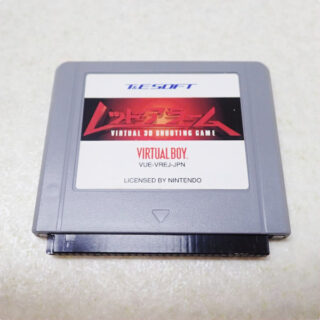 T&ESOFT
レッドアラーム
VIRTUAL 3D SHOOTING GAME
VIRTUAL BOY
VUE-VREJ-JPN
LICENSED BY NINTENDO